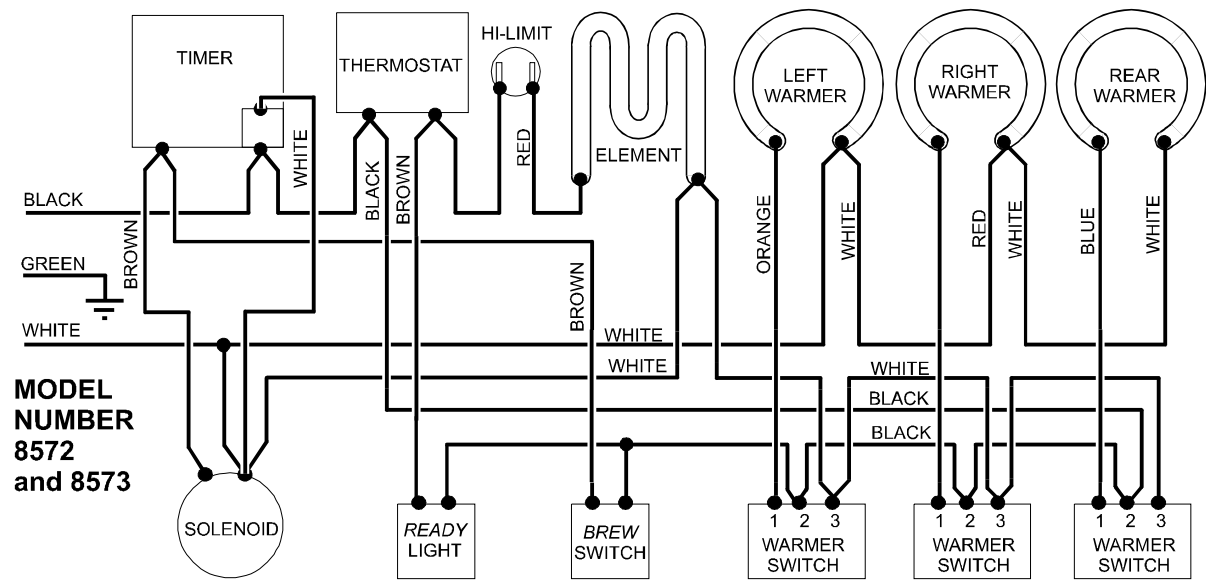 TIMER
THERMOSTAT
HI-LIMIT
ELEMENT
LEFT
WARMER
RIGHT
WARMER
REAR
WARMER
WHITE
BLACK
BROWN
RED
BLACK
BROWN
ORANGE
WHITE
RED
WHITE
BLUE
WHITE
GREEN
BROWN
WHITE
WHITE
WHITE
WHITE
BLACK
BLACK
MODEL
NUMBER
8572
and 8573
SOLENOID
READY
LIGHT
BREW
SWITCH
1 2 3
WARMER
SWITCH
1 2 3
WARMER
SWITCH
1 2 3
WARMER
SWITCH